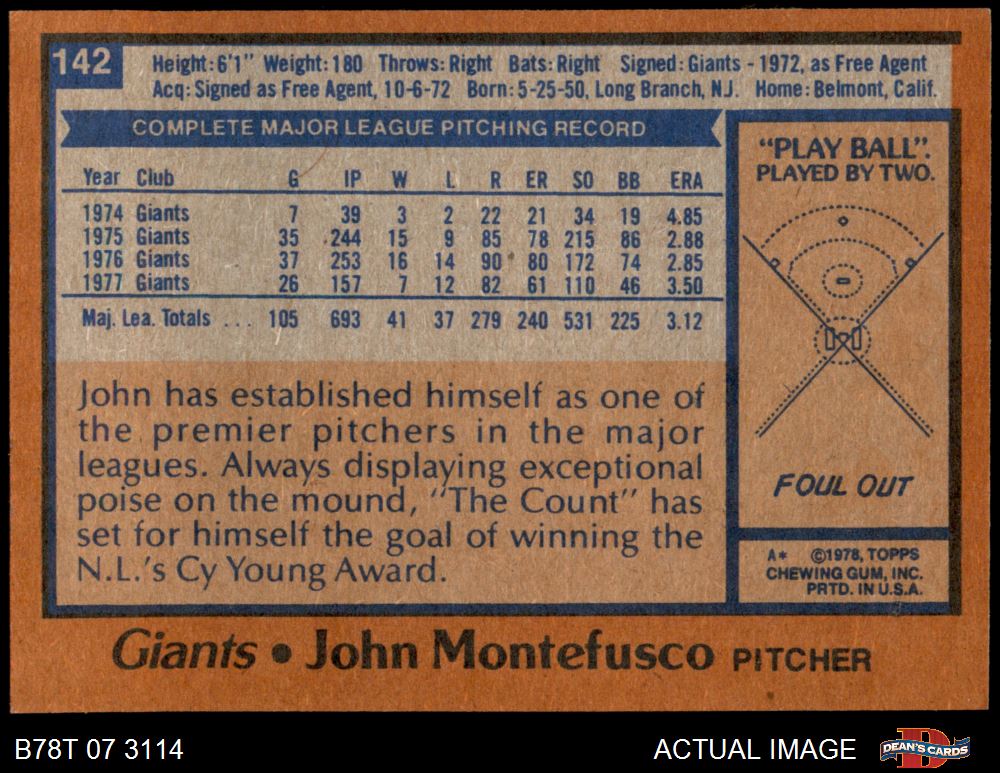 142
Height: 6'1" Weight: 180 Throws: Right Bats: Right Signed: Giants - 1972, as Free Agent
Acq: Signed as Free Agent, 10-6-72 Born: 5-25-50, Long Branch, N.J. Home: Belmont, Calif.
COMPLETE MAJOR LEAGUE PITCHING RECORD
Year Club G IP W L R ER SO BB ERA
1974 Giants 7 39 3 2 22 21 34 19 4.85
1975 Giants 35 244 15 9 85 78 215 86 2.88
1976 Giants 37 253 16 14 90 80 172 74 2.85
1977 Giants 26 157 7 12 82 61 110 46 3.50
Maj. Lea. Totals ... 105 693 41 37 279 240 531 225 3.12
John has established himself as one of
the premier pitchers in the major
leagues. Always displaying exceptional
poise on the mound, "The Count" has
set for himself the goal of winning the
N.L.'s Cy Young Award.
"PLAY BALL".
PLAYED BY TWO.
FOUL OUT
A* ©1978, TOPPS
CHEWING GUM, INC.
PRTD. IN U.S.A.
Giants • John Montefusco PITCHER
B78T 07 3114
ACTUAL IMAGE
DEAN'S CARDS